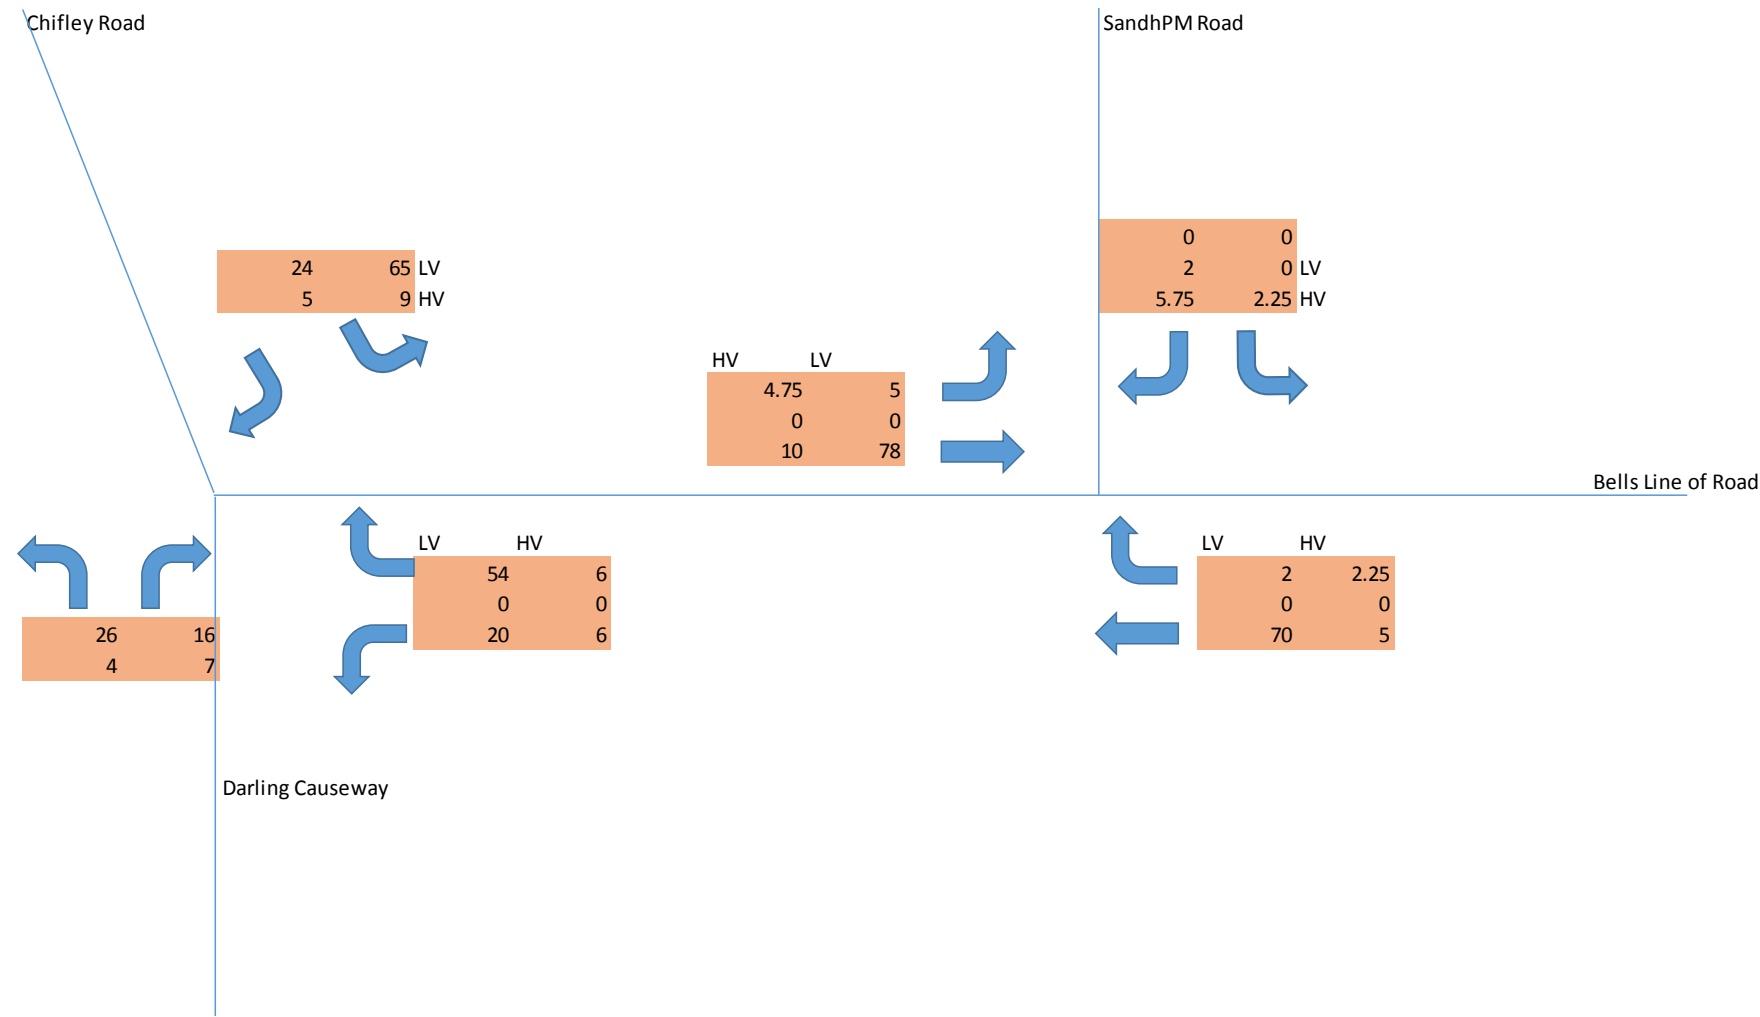 Chifley Road
SandhPM Road
0 0
24 65 LV
2 0 LV
5 9 HV
5.75 2.25 HV
HV LV
4.75 5
0 0
10 78
Bells Line of Road
LV HV
54 6
0 0
20 6
LV HV
2 2.25
0 0
70 5
26 16
4 7
Darling Causeway